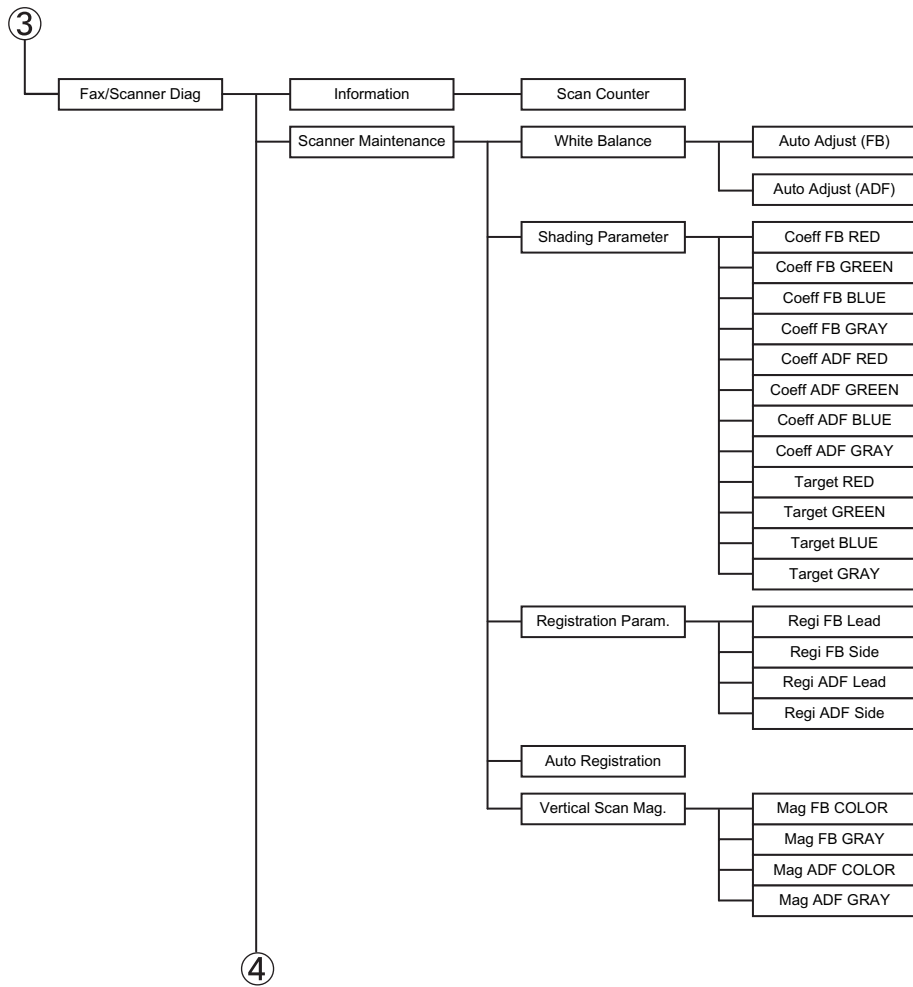 3
Fax/Scanner Diag
Information
Scan Counter
Scanner Maintenance
White Balance
Auto Adjust (FB)
Auto Adjust (ADF)
Shading Parameter
Coeff FB RED
Coeff FB GREEN
Coeff FB BLUE
Coeff FB GRAY
Coeff ADF RED
Coeff ADF GREEN
Coeff ADF BLUE
Coeff ADF GRAY
Target RED
Target GREEN
Target BLUE
Target GRAY
Registration Param.
Regi FB Lead
Regi FB Side
Regi ADF Lead
Regi ADF Side
Auto Registration
Vertical Scan Mag.
Mag FB COLOR
Mag FB GRAY
Mag ADF COLOR
Mag ADF GRAY
4